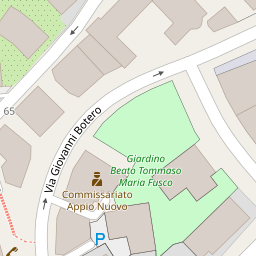 Via Giovanni Botero
65
Giardino
Beato Tommaso
Maria Fusco
Commissariato
Appio Nuovo
P